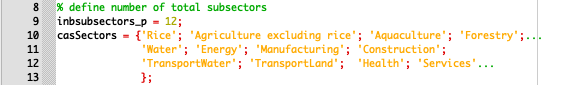 8 % define number of total subsectors
9 inbsubsectors_p = 12;
10 casSectors = {'Rice'; 'Agriculture excluding rice'; 'Aquaculture'; 'Forestry';...
11 'Water'; 'Energy'; 'Manufacturing'; 'Construction';
12 'TransportWater'; 'TransportLand'; 'Health'; 'Services'...
13 };